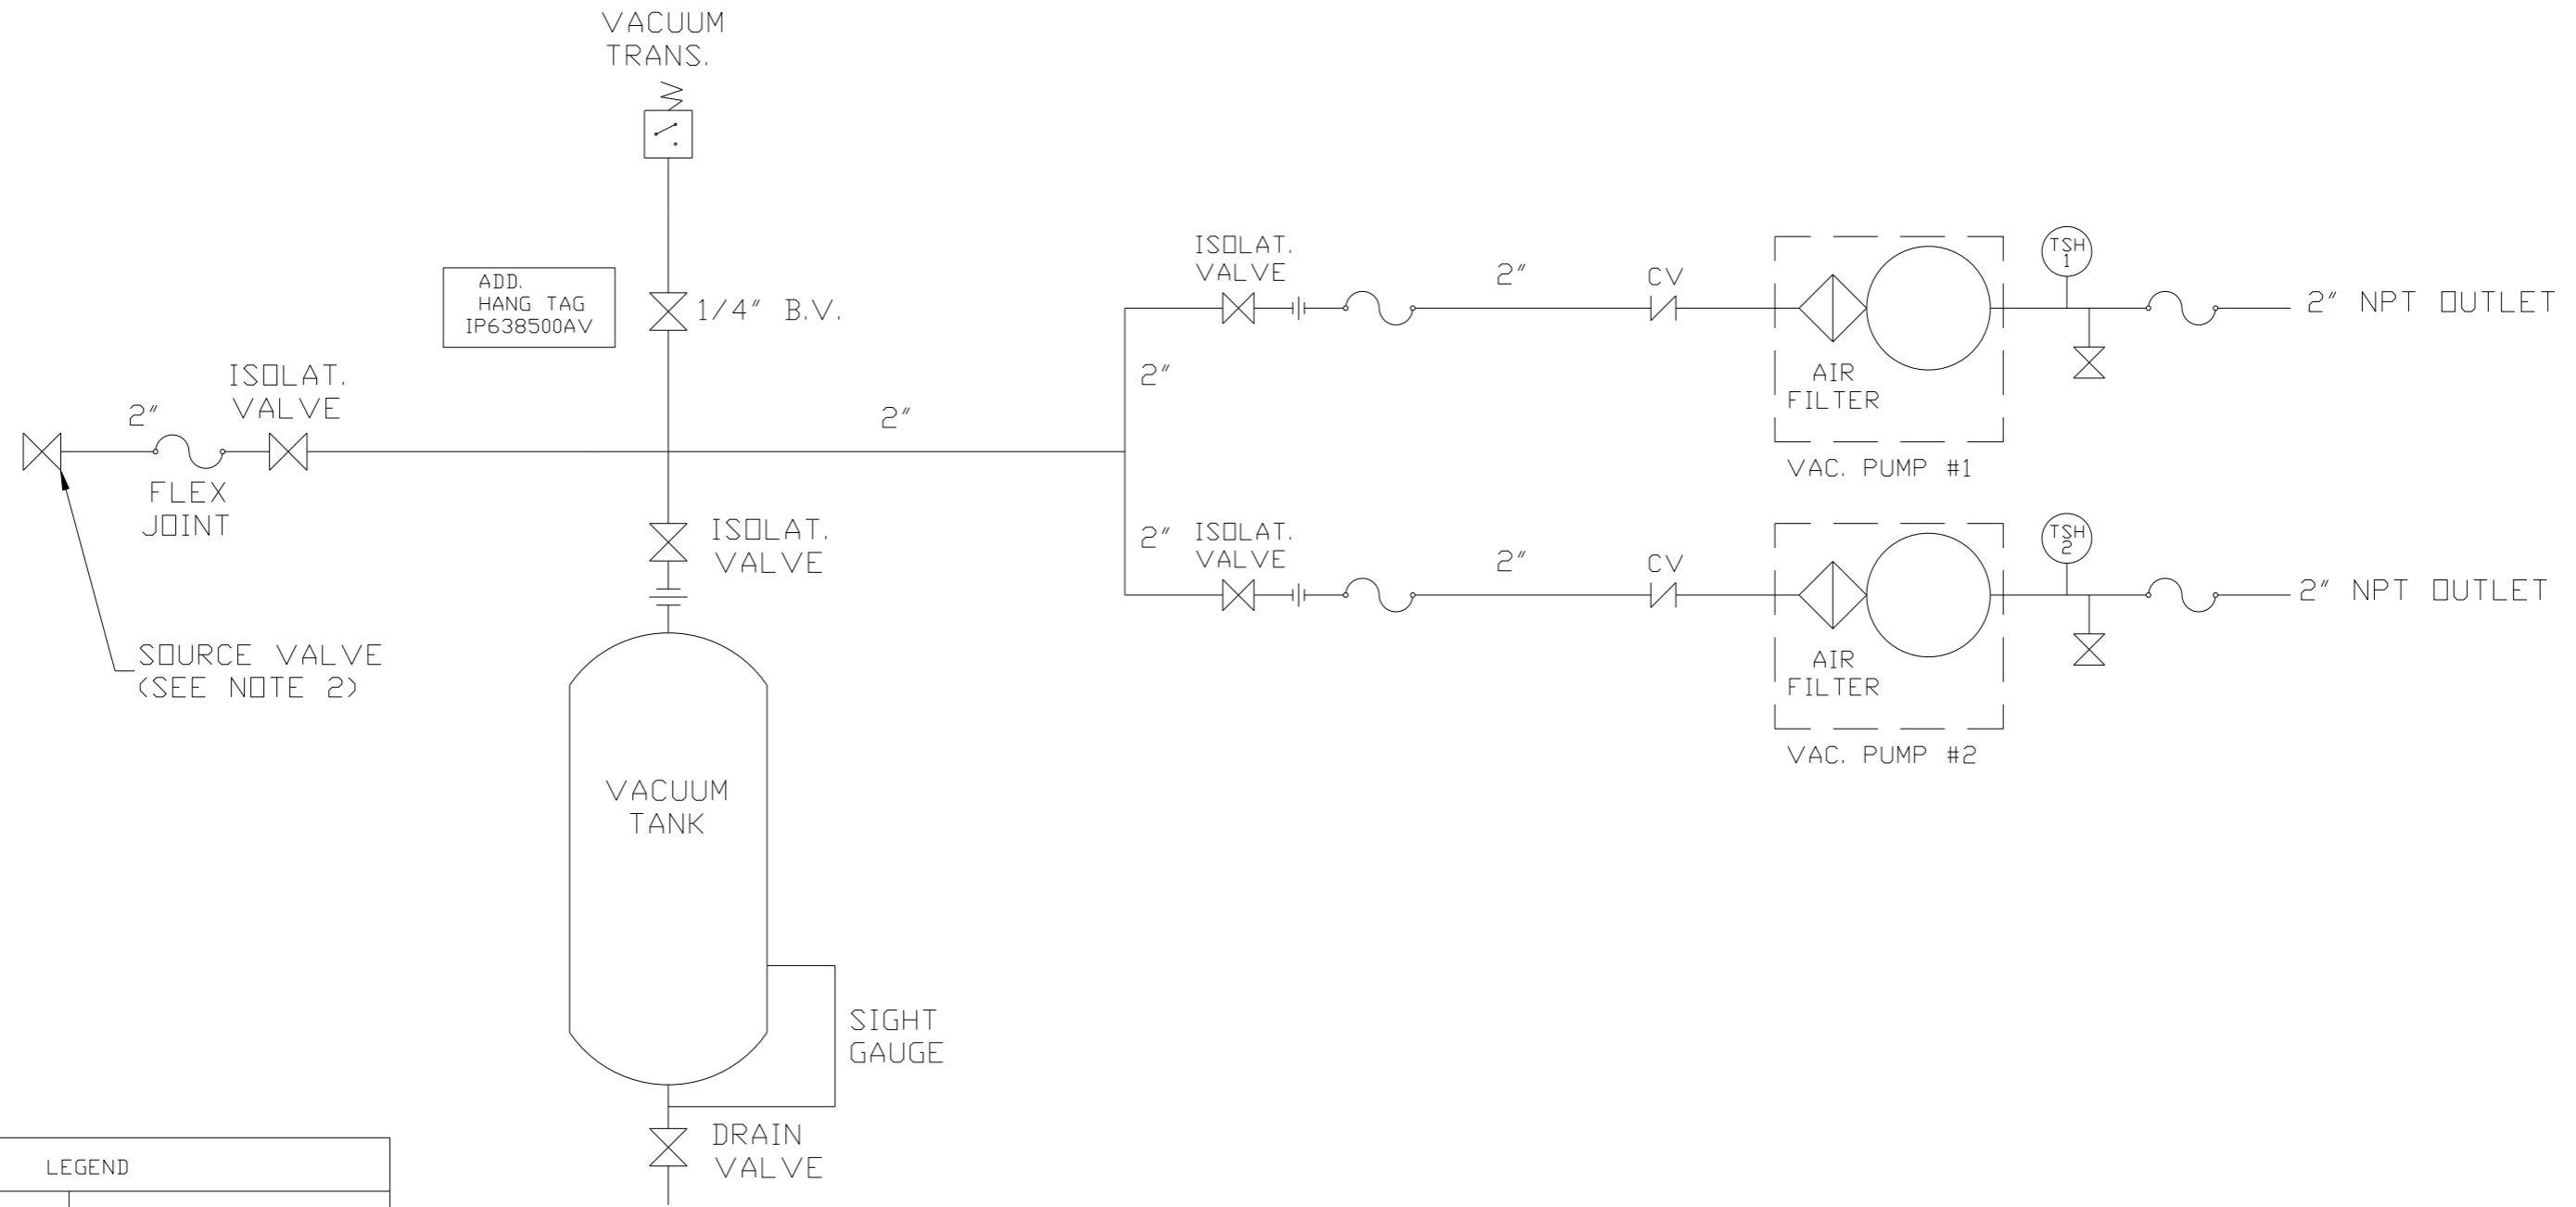 VACUUM
TRANS.
ADD.
HANG TAG
IP638500AV
1/4" B.V.
ISOLAT.
VALVE
2"
FLEX
JOINT
SOURCE VALVE
(SEE NOTE 2)
2"
ISOLAT.
VALVE
VACUUM
TANK
SIGHT
GAUGE
DRAIN
VALVE
2"
ISOLAT.
VALVE
2"
CV
AIR
FILTER
VAC. PUMP #1
TSH
1
2" NPT OUTLET
2"
ISOLAT.
VALVE
2"
CV
AIR
FILTER
VAC. PUMP #2
TSH
2
2" NPT OUTLET
LEGEND